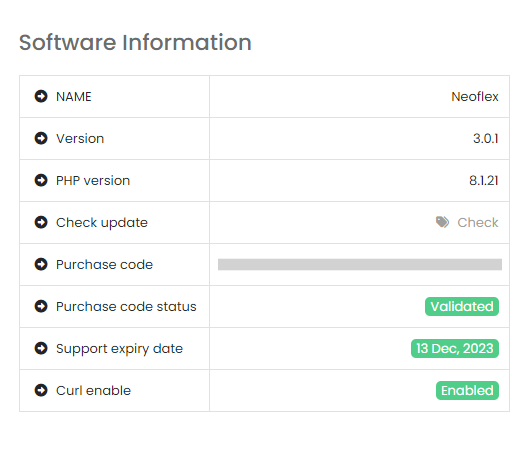 Software Information
NAME Neoflex
Version 3.0.1
PHP version 8.1.21
Check update Check
Purchase code
Purchase code status Validated
Support expiry date 13 Dec, 2023
Curl enable Enabled